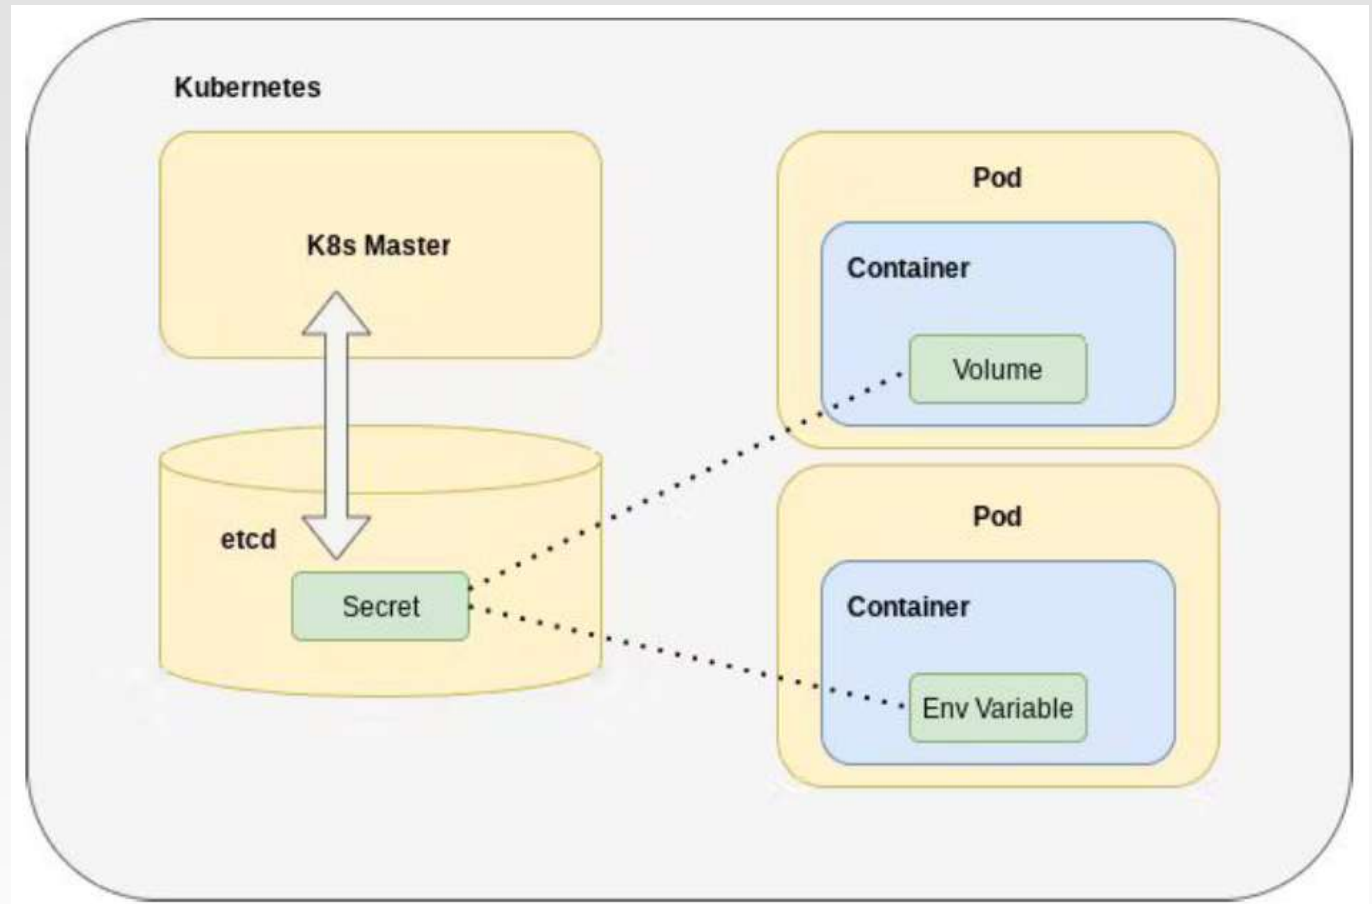 Kubernetes
K8s Master
etcd
Secret
Pod
Container
Volume
Pod
Container
Env Variable